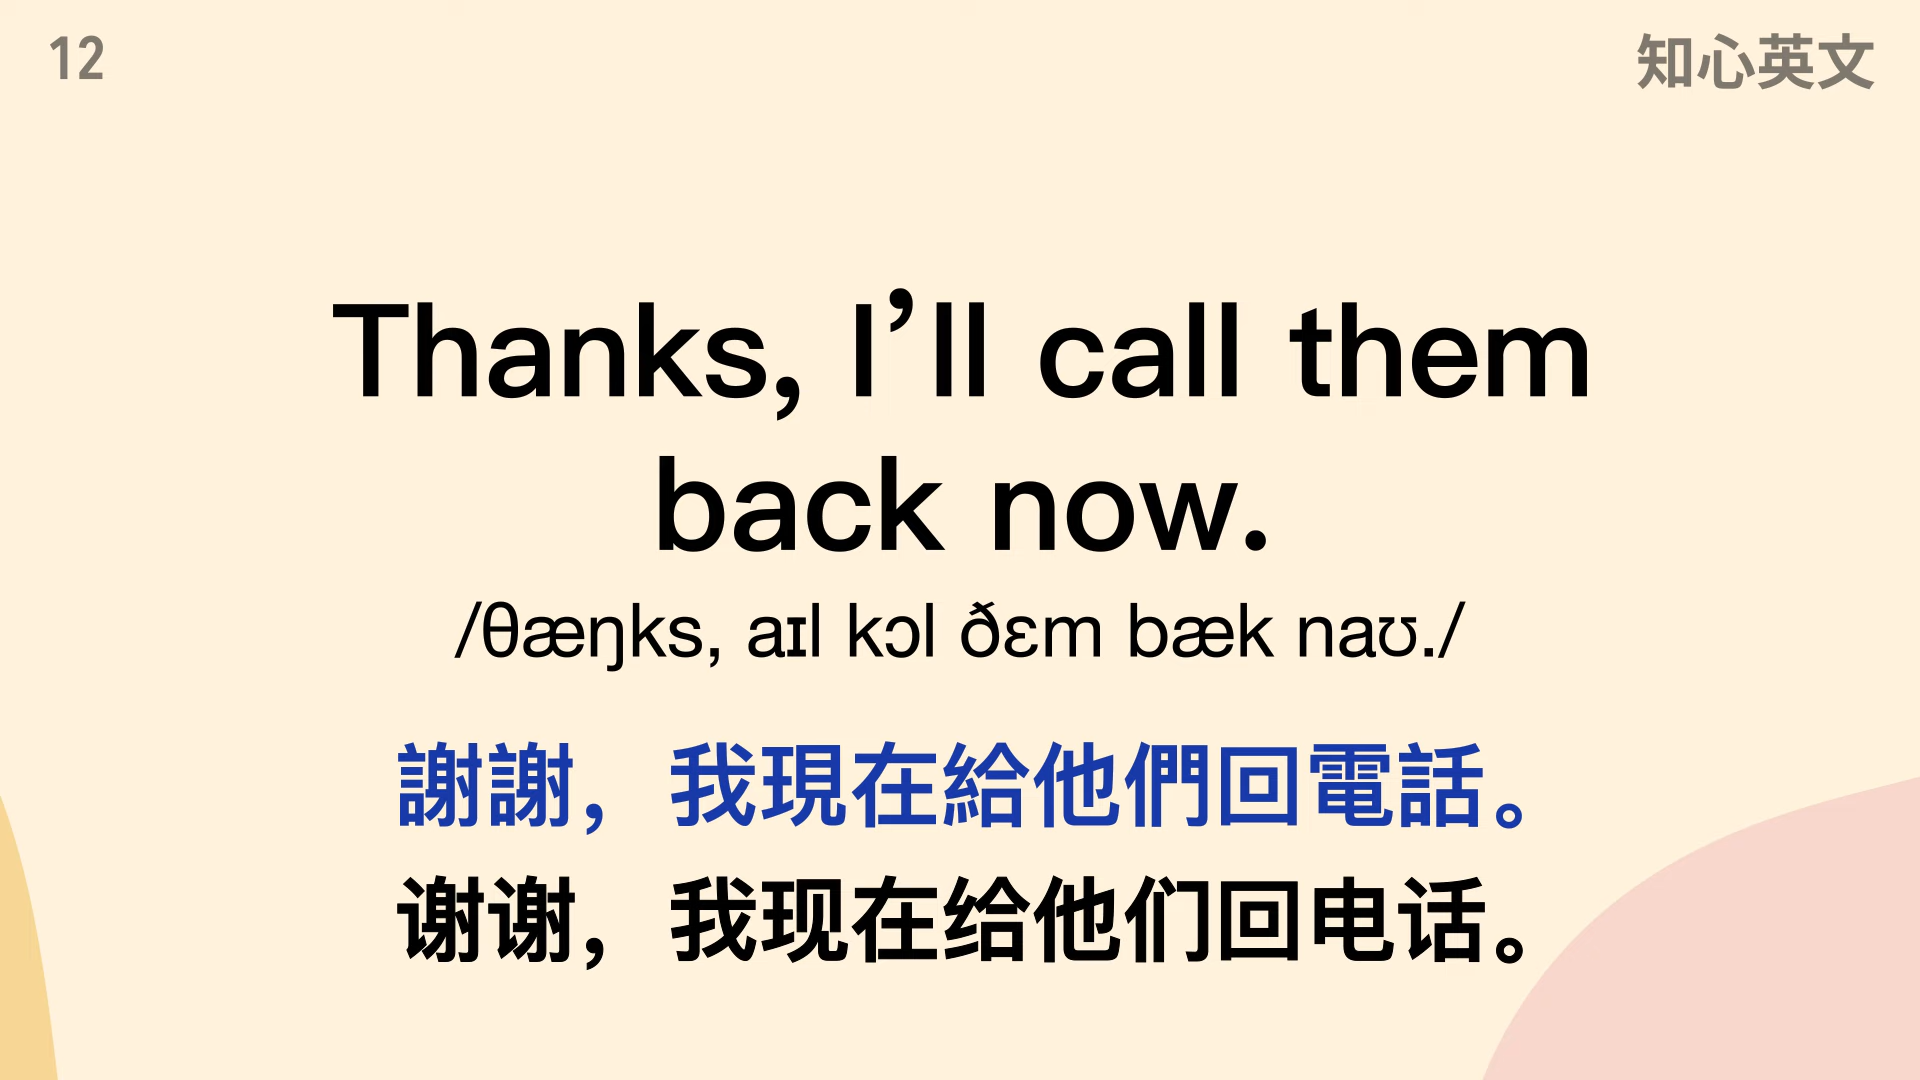 12
知心英文
Thanks, I’ll call them
back now.
/θæŋks, aɪl kɔl ðɛm bæk naʊ./
謝謝，我現在給他們回電話。
谢谢，我现在给他们回电话。